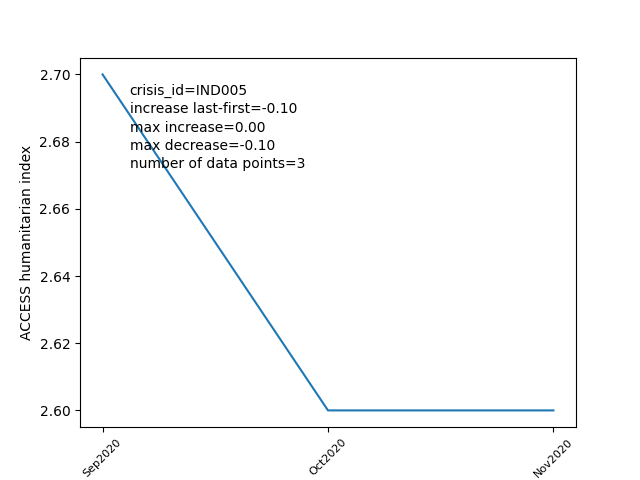 2.70
2.68
2.66
2.64
2.62
2.60
ACCESS humanitarian index
crisis_id=IND005
increase last-first=-0.10
max increase=0.00
max decrease=-0.10
number of data points=3
Sep2020
Oct2020
Nov2020